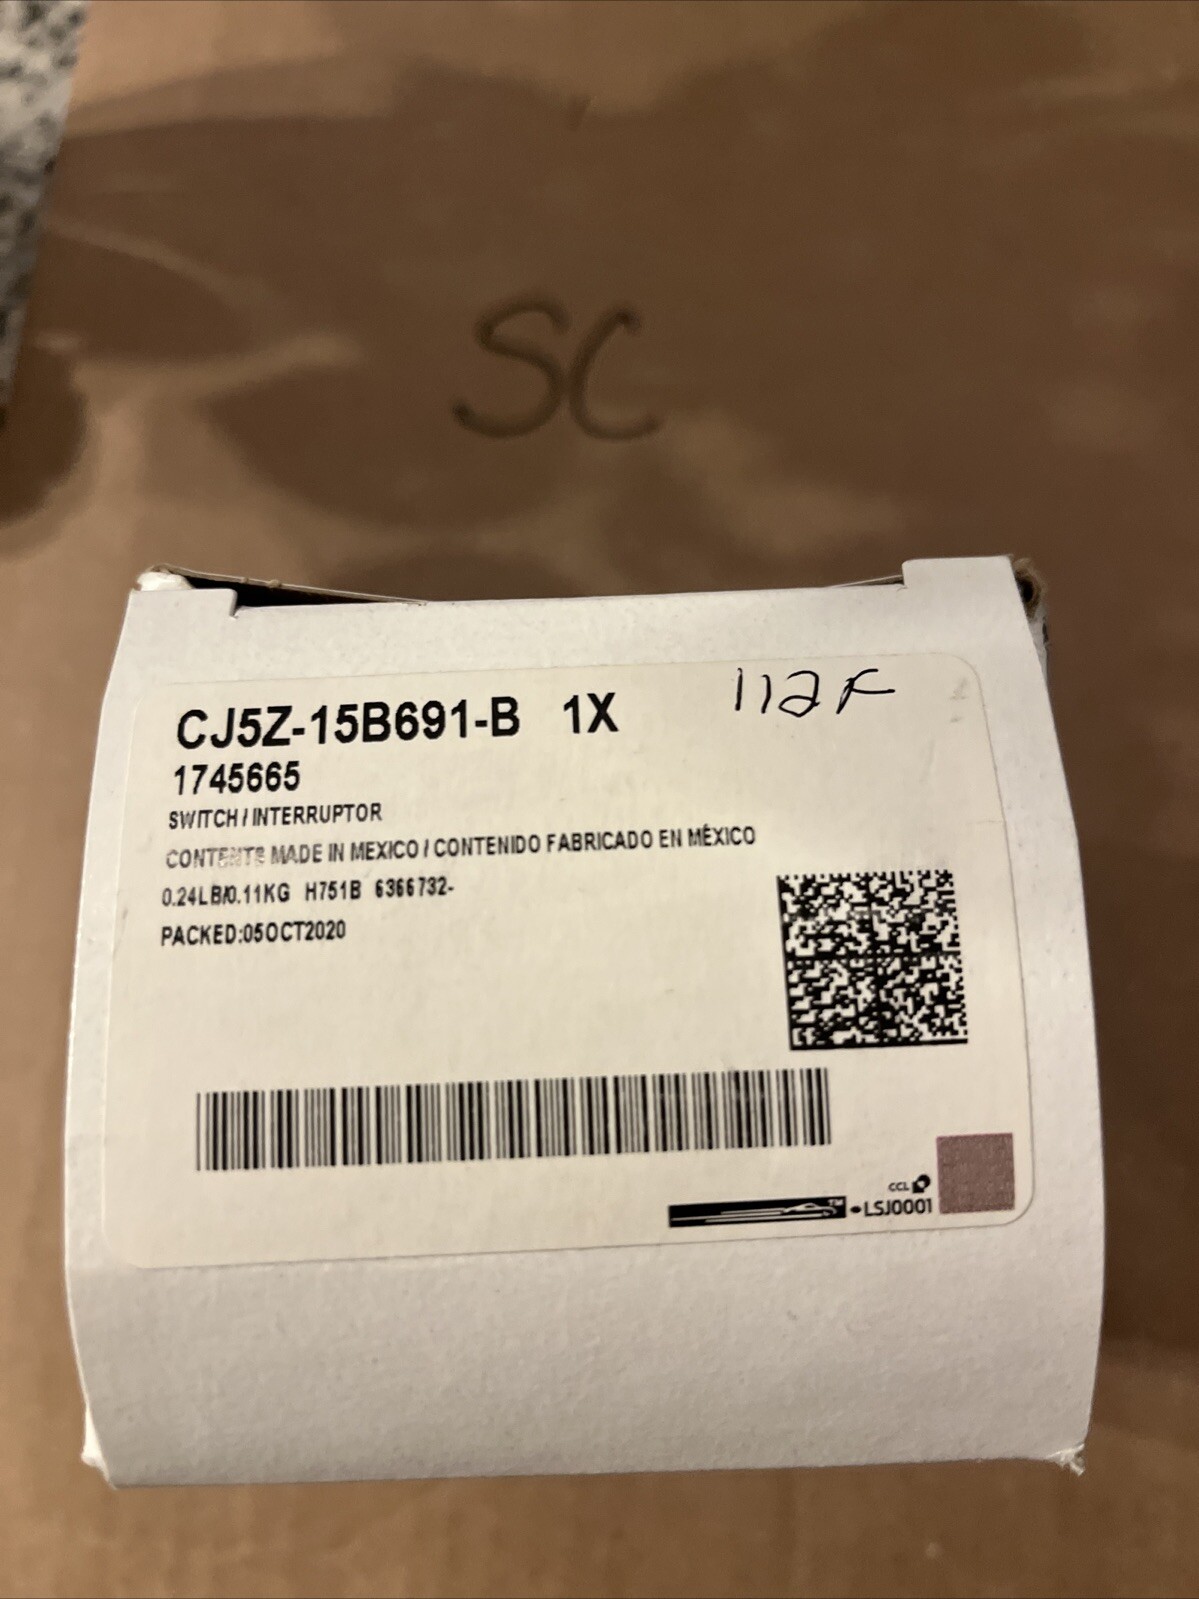 SC
CJ5Z-15B691-B 1X
112F
1745665
SWITCH / INTERRUPTOR
CONTENTS MADE IN MEXICO / CONTENIDO FABRICADO EN MÉXICO
0.24LB/0.11KG H751B 6366732-
PACKED:05OCT2020
CCL
TM
-LSJ0001